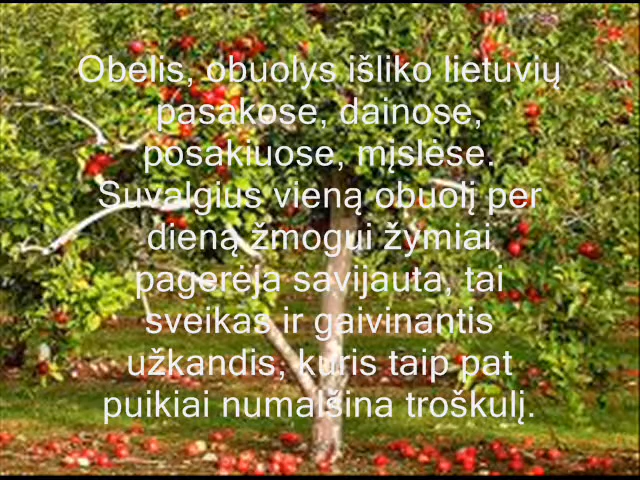 Obelis, obuolys išliko lietuvių
pasakose, dainose,
posakiuose, mįslėse.
Suvalgius vieną obuolį per
dieną žmogui žymiai
pagerėja savijauta, tai
sveikas ir gaivinantis
užkandis, kuris taip pat
puikiai numalšina troškulį.